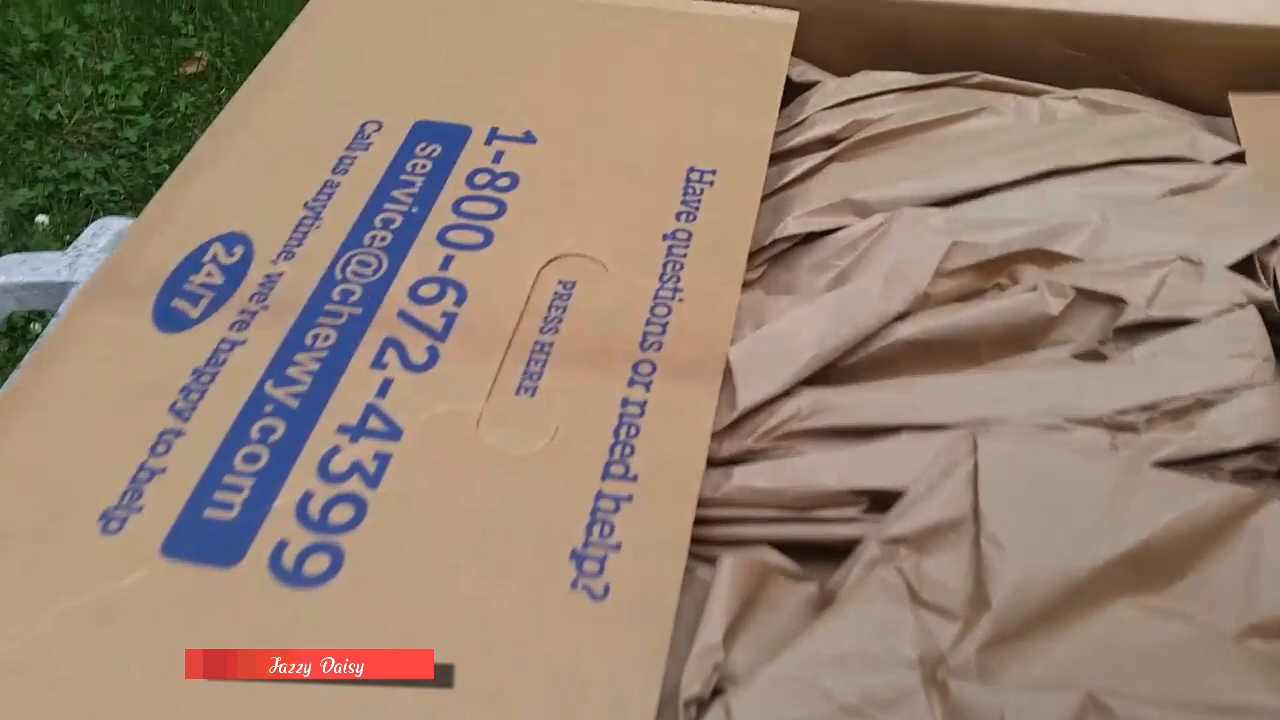 Have questions or need help?
PRESS HERE
1-800-672-4399
service@chewy.com
Call us anytime, we're happy to help
24/7
Jazzy Daisy